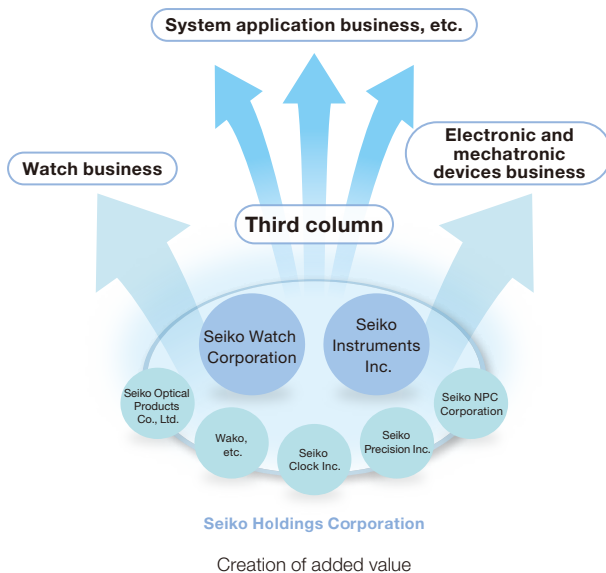 System application business, etc.
Electronic and
mechatronic
devices business
Watch business
Third column
Seiko Watch
Corporation
Seiko
Instruments
Inc.
Seiko Optical
Products
Co., Ltd.
Wako,
etc.
Seiko
Clock Inc.
Seiko
Precision Inc.
Seiko NPC
Corporation
Seiko Holdings Corporation
Creation of added value